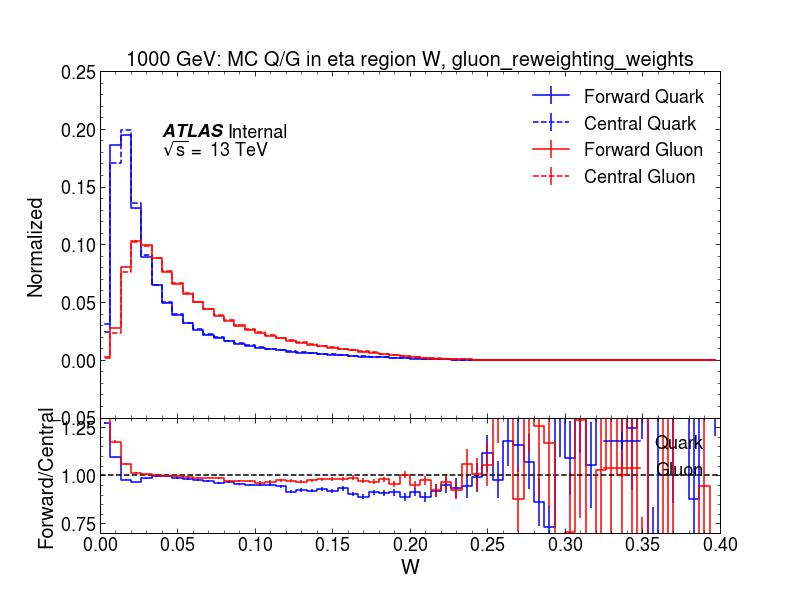 1000 GeV: MC Q/G in eta region W, gluon_reweighting_weights
0.25
0.20
0.15
0.10
0.05
0.00
0.05
Normalized
ATLAS Internal
√s = 13 TeV
Forward Quark
Central Quark
Forward Gluon
Central Gluon
1.25
1.00
0.75
Forward/Central
Quark
Gluon
0.00 0.05 0.10 0.15 0.20 0.25 0.30 0.35 0.40
W